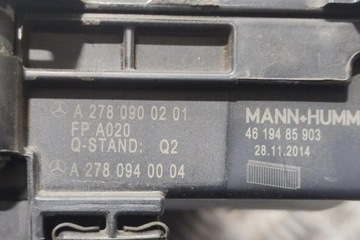 A 278 090 02 01
FP A020
Q-STAND: Q2
A 278 094 00 04
MANN+HUMM
46 194 85 903
28.11.2014